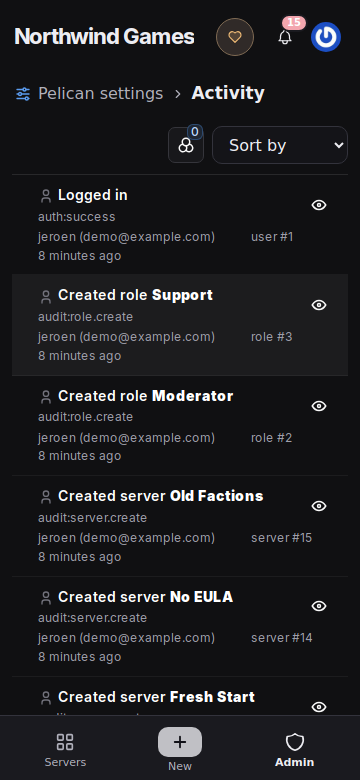 Northwind Games
15
Pelican settings > Activity
0
Sort by
Logged in
auth:success
jeroen (demo@example.com) user #1
8 minutes ago
Created role Support
audit:role.create
jeroen (demo@example.com) role #3
8 minutes ago
Created role Moderator
audit:role.create
jeroen (demo@example.com) role #2
8 minutes ago
Created server Old Factions
audit:server.create
jeroen (demo@example.com) server #15
8 minutes ago
Created server No EULA
audit:server.create
jeroen (demo@example.com) server #14
8 minutes ago
Created server Fresh Start
Servers
New
Admin